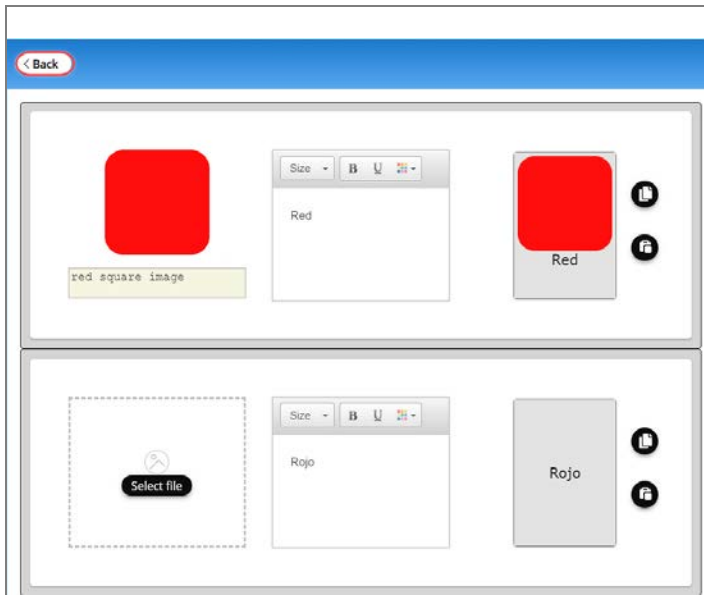 Back
Size B U
Red
Red
red square image
Size B U
Rojo
Rojo
Select file